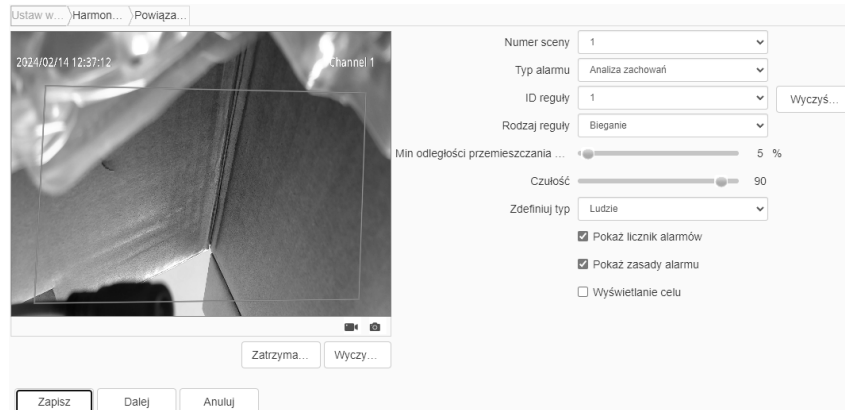 Ustaw w... Harmon... Powiąza...
2024/02/14 12:37:12
Channel 1
Numer sceny 1
Typ alarmu Analiza zachowań
ID reguły 1 Wyczyś...
Rodzaj reguły Bieganie
Min odległości przemieszczania ... 5 %
Czułość 90
Zdefiniuj typ Ludzie
Pokaż licznik alarmów
Pokaż zasady alarmu
Wyświetlanie celu
Zatrzyma... Wyczy...
Zapisz Dalej Anuluj